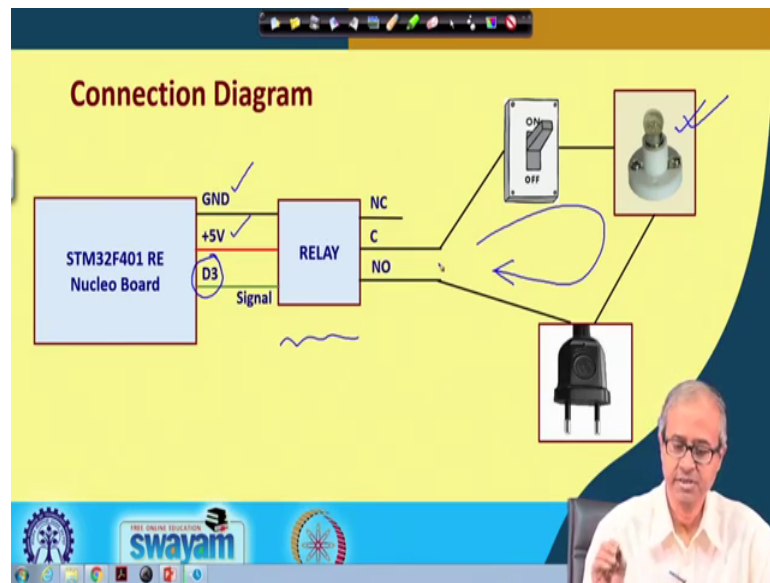 Connection Diagram
ON
OFF
GND
+5V
D3
STM32F401 RE
Nucleo Board
Signal
RELAY
NC
C
NO
FREE ONLINE EDUCATION
swayam